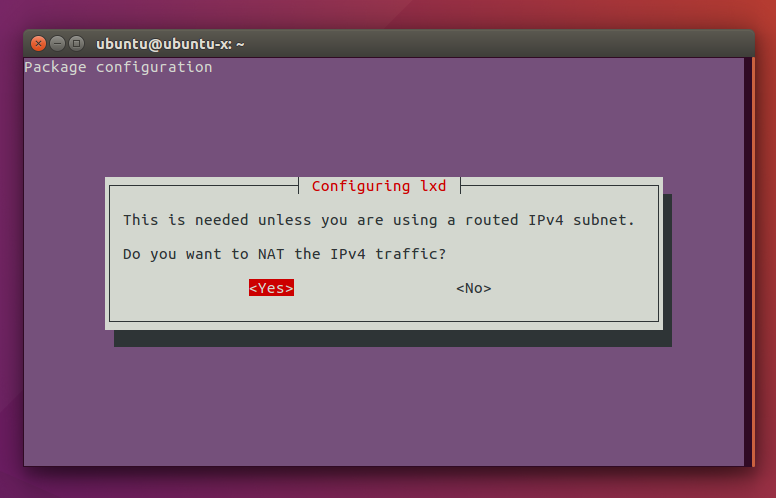 ubuntu@ubuntu-x: ~
Package configuration
Configuring lxd
This is needed unless you are using a routed IPv4 subnet.
Do you want to NAT the IPv4 traffic?
<Yes> <No>